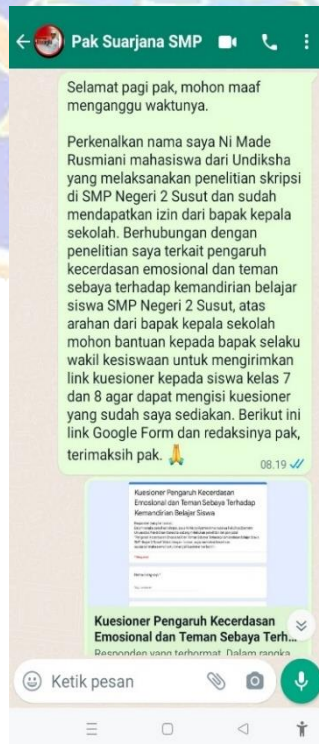 Pak Suarjana SMP
Selamat pagi pak, mohon maaf
menganggu waktunya.
Perkenalkan nama saya Ni Made
Rusmiani mahasiswa dari Undiksha
yang melaksanakan penelitian skripsi
di SMP Negeri 2 Susut dan sudah
mendapatkan izin dari bapak kepala
sekolah. Berhubungan dengan
penelitian saya terkait pengaruh
kecerdasan emosional dan teman
sebaya terhadap kemandirian belajar
siswa SMP Negeri 2 Susut, atas
arahan dari bapak kepala sekolah
mohon bantuan kepada bapak selaku
wakil kesiswaan untuk mengirimkan
link kuesioner kepada siswa kelas 7
dan 8 agar dapat mengisi kuesioner
yang sudah saya sediakan. Berikut ini
link Google Form dan redaksinya pak,
terimaksih pak. 🙏
08.19
Kuesioner Pengaruh Kecerdasan
Emosional dan Teman Sebaya Terhadap
Kemandirian Belajar Siswa
Kuesioner Pengaruh Kecerdasan
Emosional dan Teman Sebaya Terh...
Responden yang terhormat, Dalam rangka
Ketik pesan